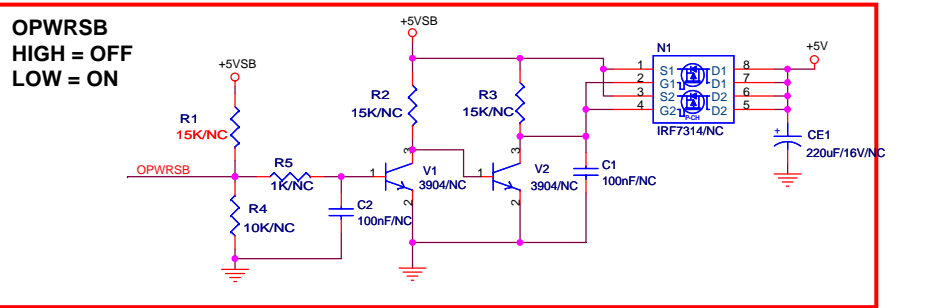 OPWRSB
HIGH = OFF
LOW = ON
+5VSB
+5VSB
+5V
N1
R1
15K/NC
R2
15K/NC
R3
15K/NC
1 S1 D1 8
2 G1 D1 7
3 S2 D2 6
4 G2 D2 5
P-CH
IRF7314/NC
CE1
220uF/16V/NC
OPWRSB
R5
1K/NC
1
3
V1
3904/NC
2
1
3
V2
3904/NC
2
C1
100nF/NC
R4
10K/NC
C2
100nF/NC
+